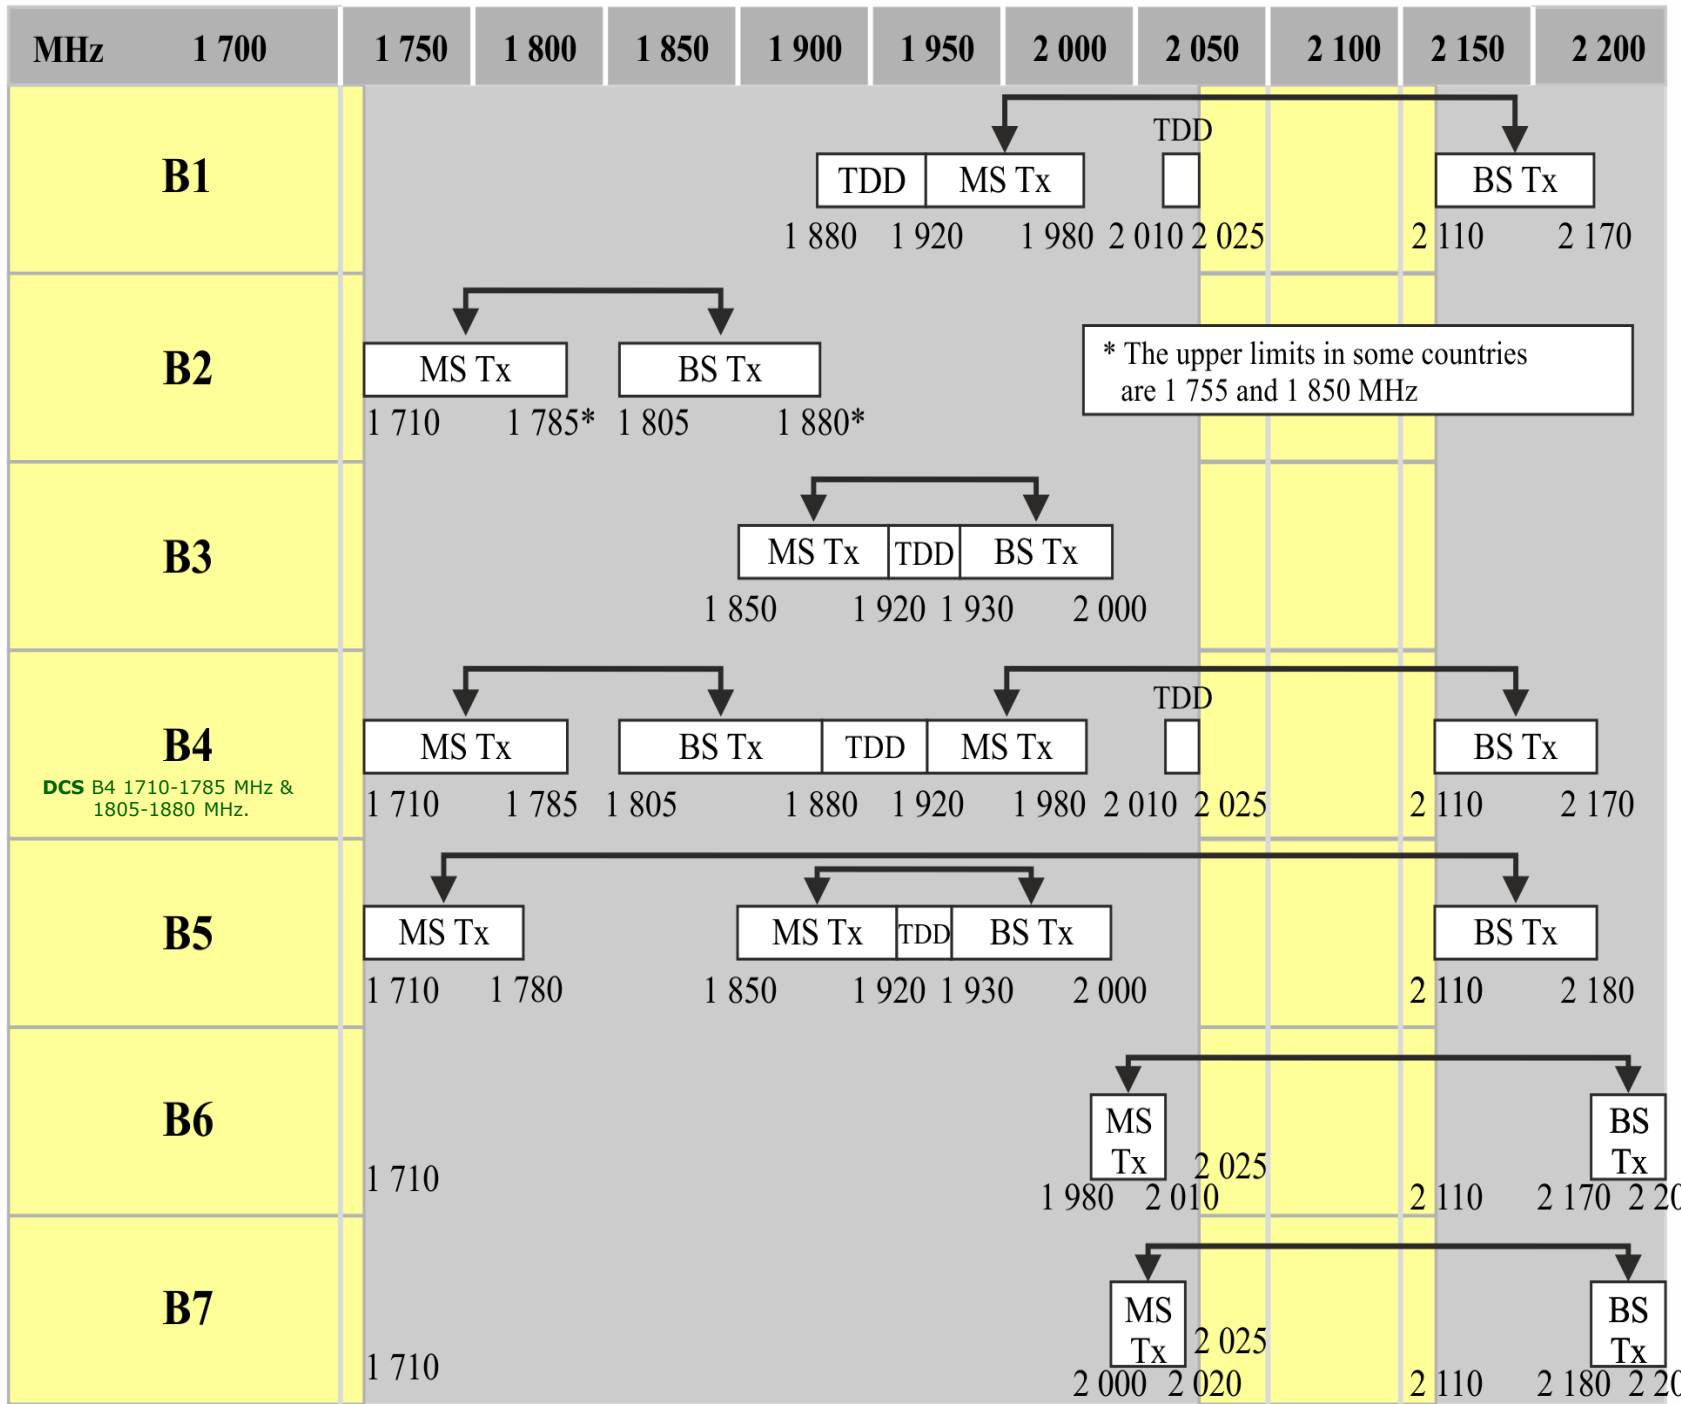 MHz 1 700 1 750 1 800 1 850 1 900 1 950 2 000 2 050 2 100 2 150 2 200
B1
TDD
TDD MS Tx BS Tx
1 880 1 920 1 980 2 010 2 025 2 110 2 170
B2
MS Tx BS Tx
1 710 1 785* 1 805 1 880*
* The upper limits in some countries
are 1 755 and 1 850 MHz
B3
MS Tx TDD BS Tx
1 850 1 920 1 930 2 000
B4
DCS B4 1710-1785 MHz &
1805-1880 MHz.
TDD
MS Tx BS Tx TDD MS Tx BS Tx
1 710 1 785 1 805 1 880 1 920 1 980 2 010 2 025 2 110 2 170
B5
MS Tx MS Tx TDD BS Tx BS Tx
1 710 1 780 1 850 1 920 1 930 2 000 2 110 2 180
B6
MS BS
Tx Tx
1 710 2 025
1 980 2 010 2 110 2 170 2 20
B7
MS BS
Tx Tx
1 710 2 025
2 000 2 020 2 110 2 180 2 20